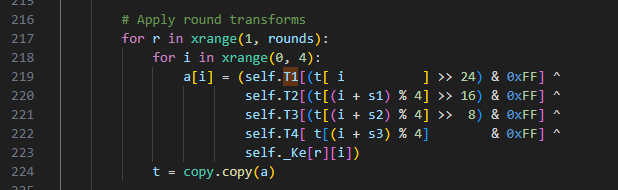 215
216 # Apply round transforms
217 for r in xrange(1, rounds):
218 for i in xrange(0, 4):
219 a[i] = (self.T1[(t[ i ] >> 24) & 0xFF] ^
220 self.T2[(t[(i + s1) % 4] >> 16) & 0xFF] ^
221 self.T3[(t[(i + s2) % 4] >> 8) & 0xFF] ^
222 self.T4[ t[(i + s3) % 4] & 0xFF] ^
223 self._Ke[r][i])
224 t = copy.copy(a)